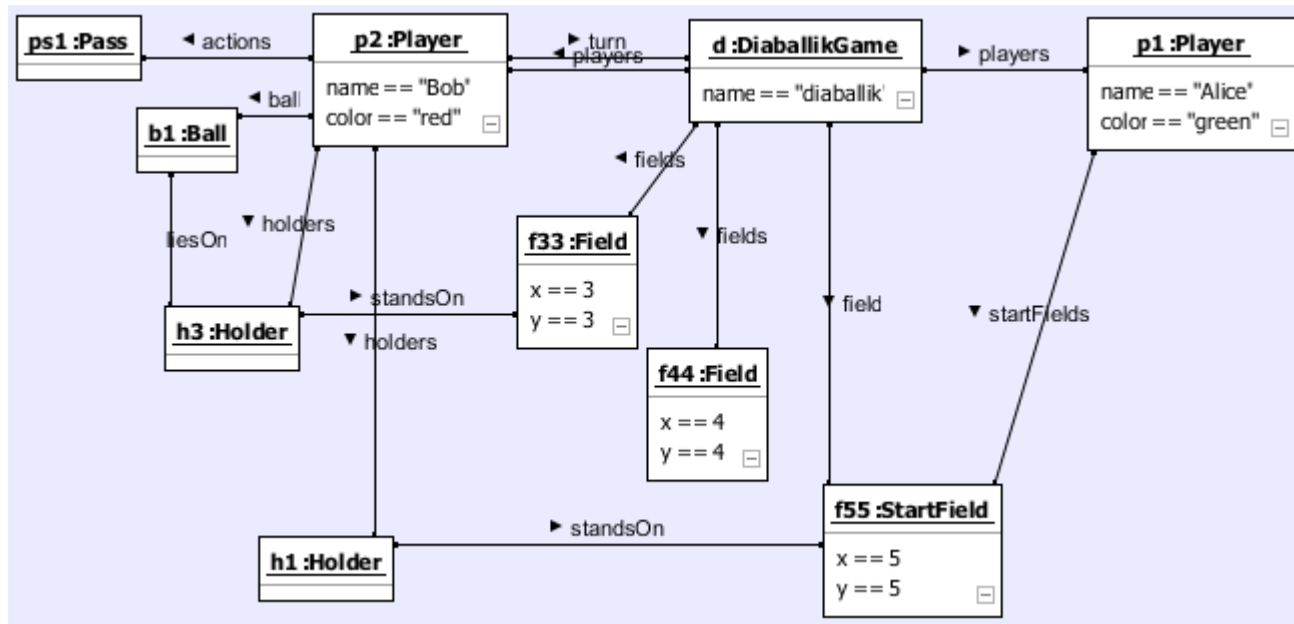 ps1 :Pass
◄ actions
p2 :Player
name == "Bob"
color == "red"
► turn
◄ players
d :DiaballikGame
name == "diaballik"
► players
p1 :Player
name == "Alice"
color == "green"
◄ ball
b1 :Ball
liesOn
▼ holders
◄ fields
▼ fields
▼ field
▼ startFields
f33 :Field
x == 3
y == 3
► standsOn
h3 :Holder
▼ holders
f44 :Field
x == 4
y == 4
f55 :StartField
x == 5
y == 5
► standsOn
h1 :Holder